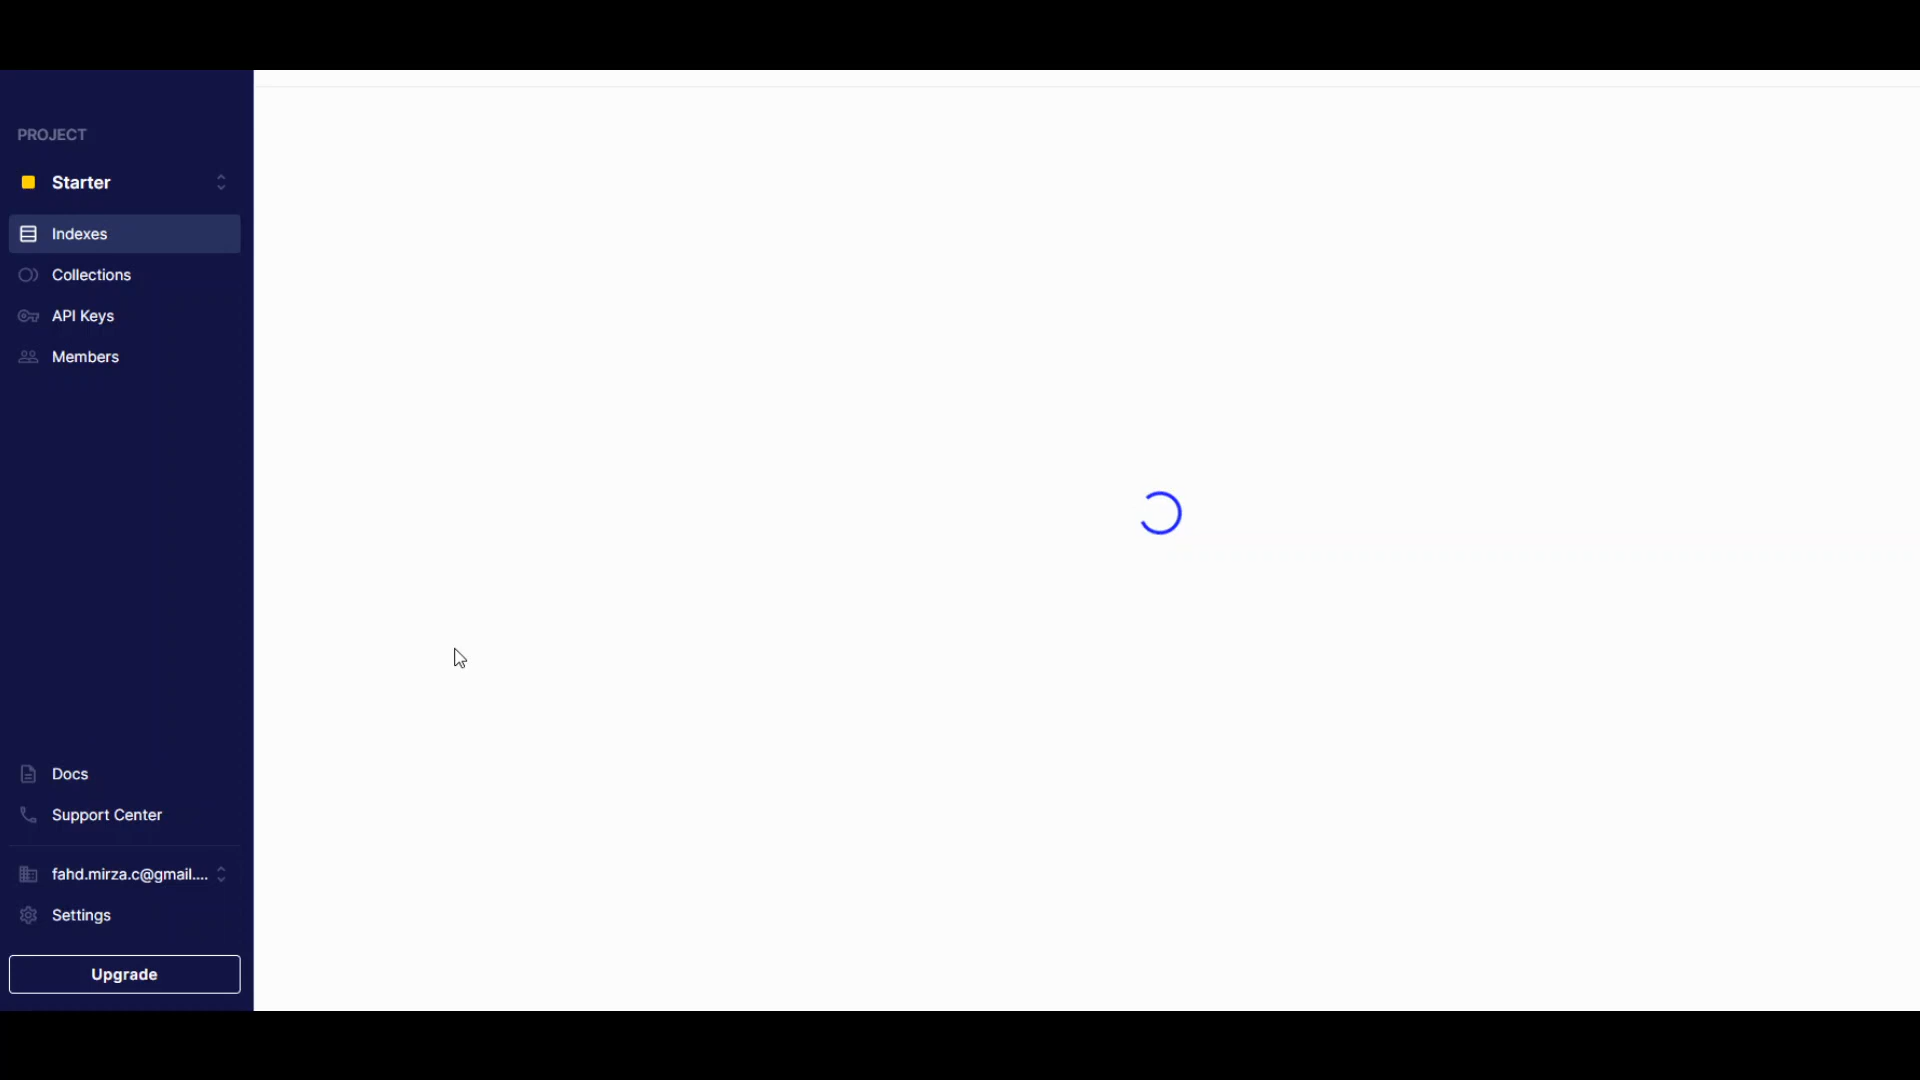 PROJECT
Starter
Indexes
Collections
API Keys
Members
Docs
Support Center
fahd.mirza.c@gmail....
Settings
Upgrade